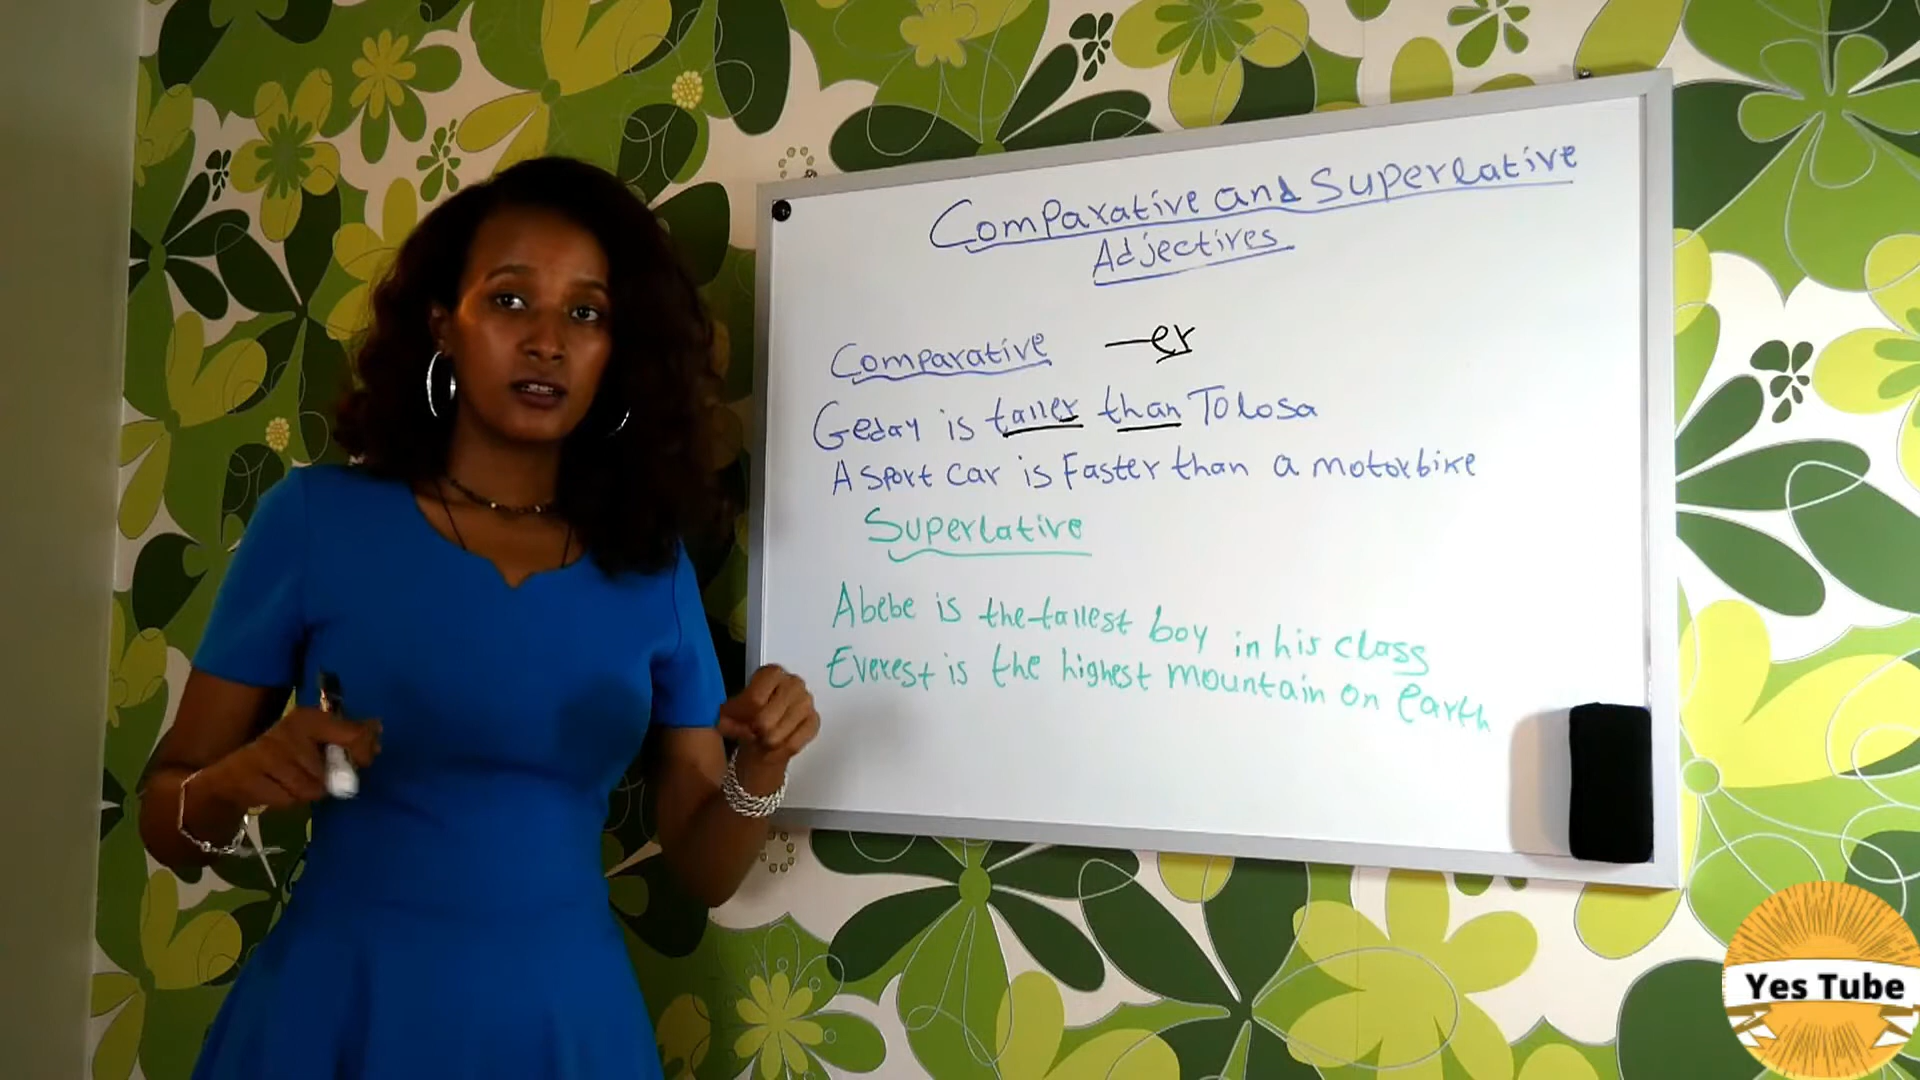 Comparative and Superlative
Adjectives
Comparative —er
Geday is taller than Tolosa
A sport car is Faster than a motorbike
Superlative
Abebe is the tallest boy in his class
Everest is the highest mountain on earth
Yes Tube